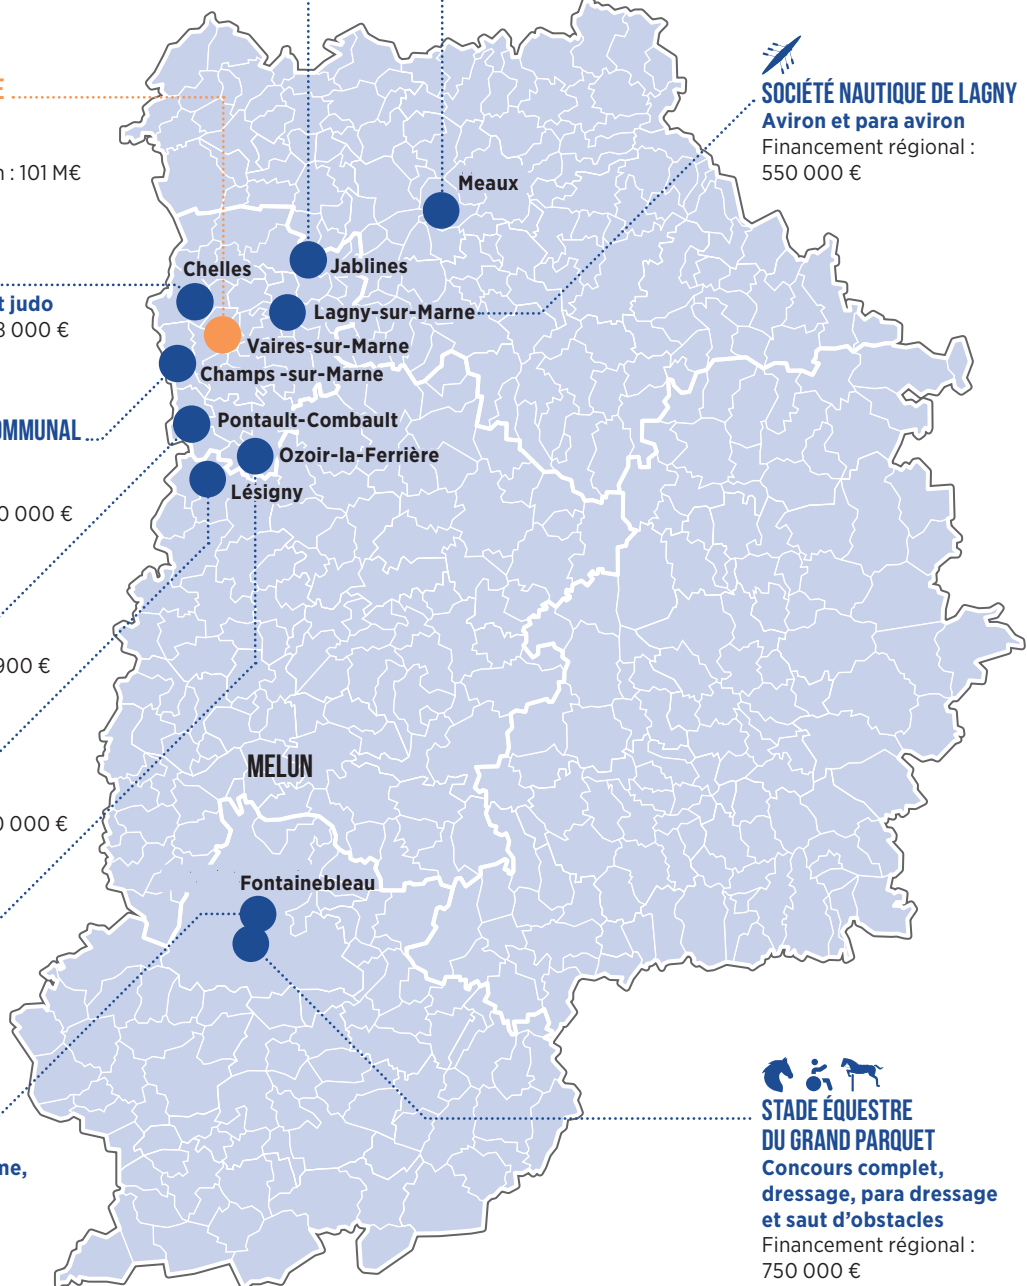 E
n : 101 M€
t judo
3 000 €
OMMUNAL
0 000 €
900 €
0 000 €
ne,
SOCIÉTÉ NAUTIQUE DE LAGNY
Aviron et para aviron
Financement régional :
550 000 €
Meaux
Jablines
Chelles
Lagny-sur-Marne
Vaires-sur-Marne
Champs -sur-Marne
Pontault-Combault
Ozoir-la-Ferrière
Lésigny
MELUN
Fontainebleau
STADE ÉQUESTRE
DU GRAND PARQUET
Concours complet,
dressage, para dressage
et saut d'obstacles
Financement régional :
750 000 €